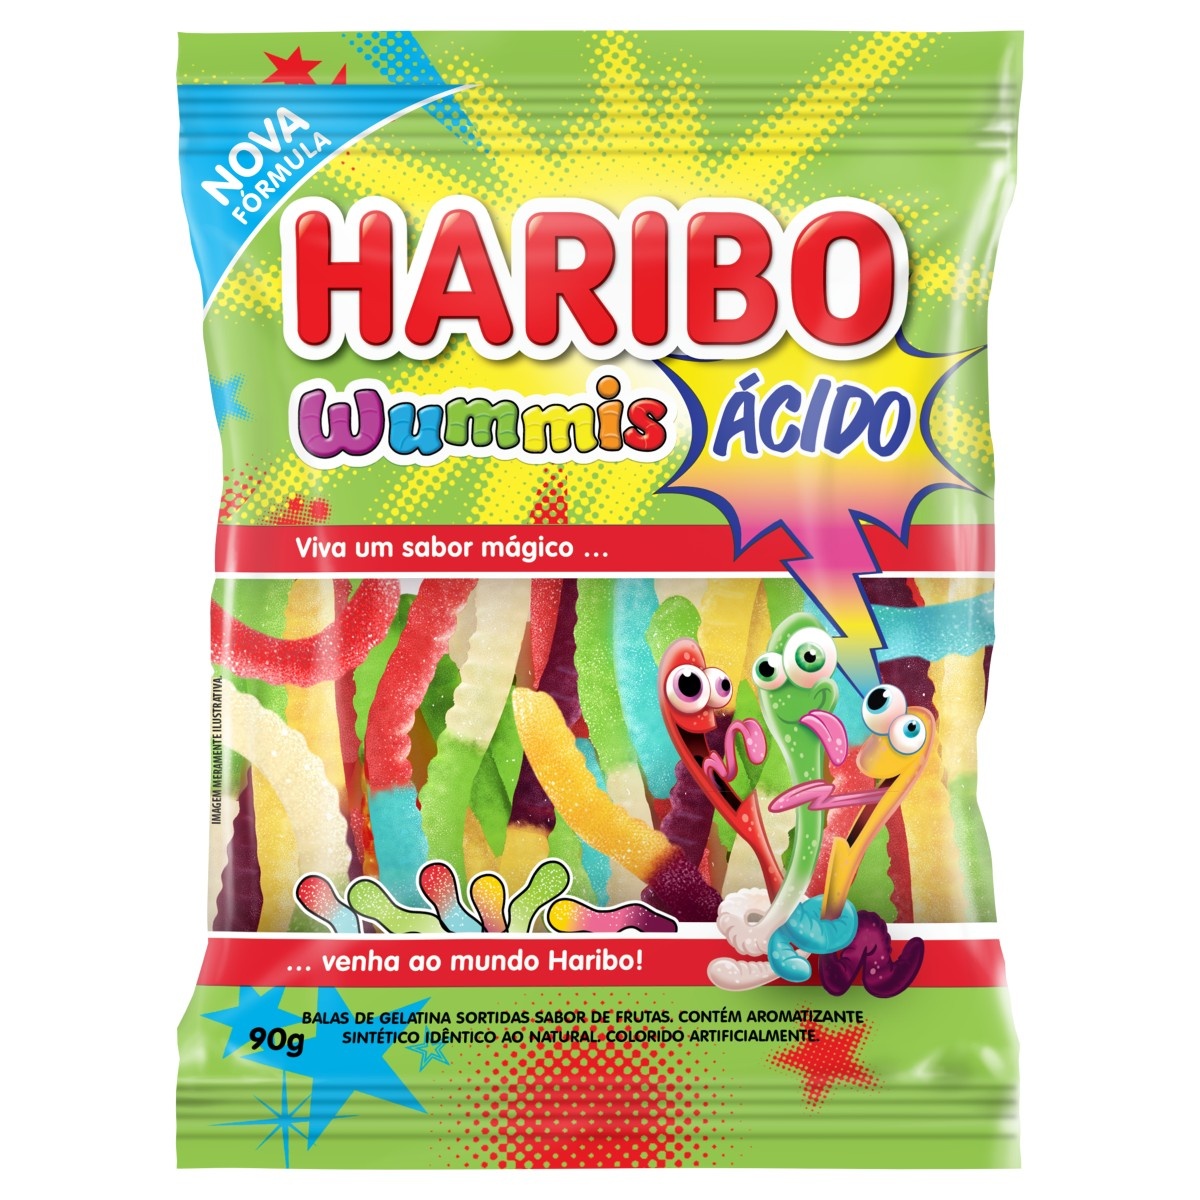 NOVA
FÓRMULA
HARIBO
Wummis
ÁCIDO
Viva um sabor mágico ...
IMAGEM MERAMENTE ILUSTRATIVA.
... venha ao mundo Haribo!
90g
BALAS DE GELATINA SORTIDAS SABOR DE FRUTAS. CONTÉM AROMATIZANTE
SINTÉTICO IDÊNTICO AO NATURAL. COLORIDO ARTIFICIALMENTE.